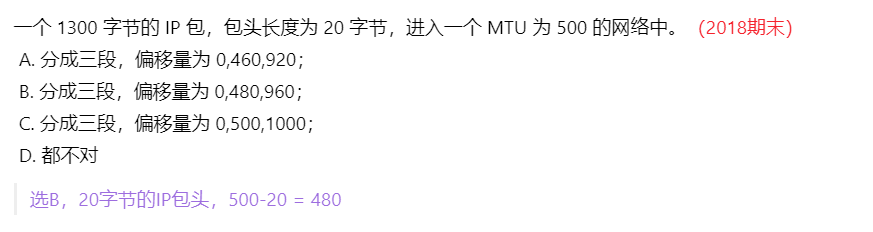 一个 1300 字节的 IP 包，包头长度为 20 字节，进入一个 MTU 为 500 的网络中。（2018期末）
A. 分成三段，偏移量为 0,460,920；
B. 分成三段，偏移量为 0,480,960；
C. 分成三段，偏移量为 0,500,1000；
D. 都不对
选B，20字节的IP包头，500-20 = 480